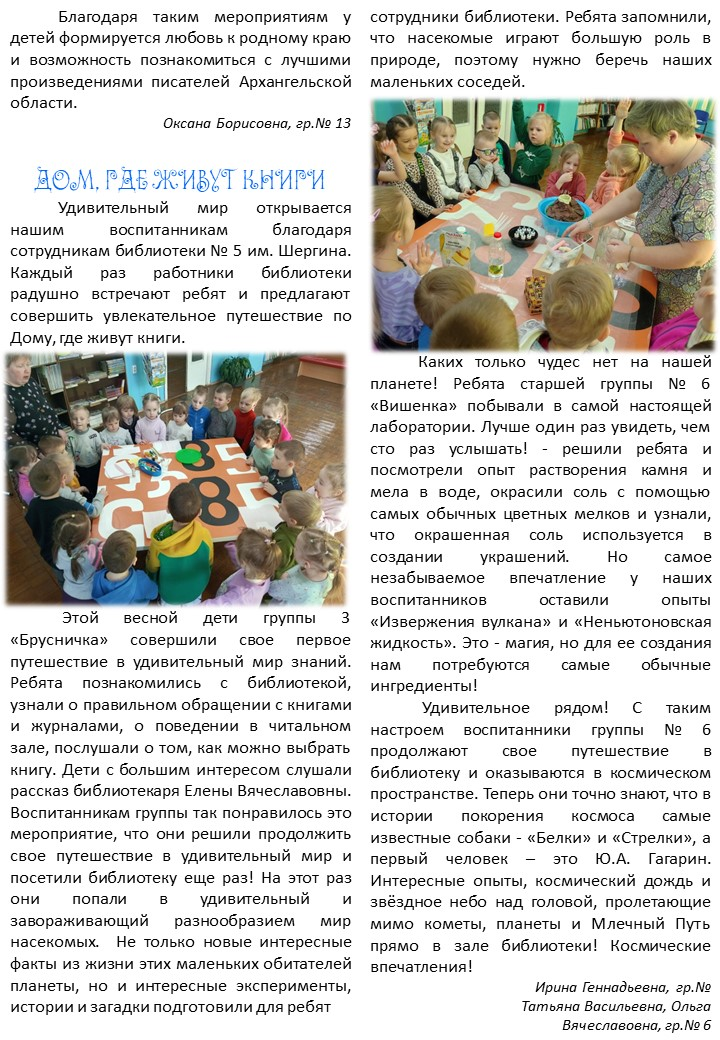 Благодаря таким мероприятиям у
детей формируется любовь к родному краю
и возможность познакомиться с лучшими
произведениями писателей Архангельской
области.
Оксана Борисовна, гр.№ 13
ДОМ, ГДЕ ЖИВУТ КНИГИ
Удивительный мир открывается
нашим воспитанникам благодаря
сотрудникам библиотеки № 5 им. Шергина.
Каждый раз работники библиотеки
радушно встречают ребят и предлагают
совершить увлекательное путешествие по
Дому, где живут книги.
Этой весной дети группы 3
«Брусничка» совершили свое первое
путешествие в удивительный мир знаний.
Ребята познакомились с библиотекой,
узнали о правильном обращении с книгами
и журналами, о поведении в читальном
зале, послушали о том, как можно выбрать
книгу. Дети с большим интересом слушали
рассказ библиотекаря Елены Вячеславовны.
Воспитанникам группы так понравилось это
мероприятие, что они решили продолжить
свое путешествие в удивительный мир и
посетили библиотеку еще раз! На этот раз
они попали в удивительный и
завораживающий разнообразием мир
насекомых. Не только новые интересные
факты из жизни этих маленьких обитателей
планеты, но и интересные эксперименты,
истории и загадки подготовили для ребят
сотрудники библиотеки. Ребята запомнили,
что насекомые играют большую роль в
природе, поэтому нужно беречь наших
маленьких соседей.
Каких только чудес нет на нашей
планете! Ребята старшей группы № 6
«Вишенка» побывали в самой настоящей
лаборатории. Лучше один раз увидеть, чем
сто раз услышать! - решили ребята и
посмотрели опыт растворения камня и
мела в воде, окрасили соль с помощью
самых обычных цветных мелков и узнали,
что окрашенная соль используется в
создании украшений. Но самое
незабываемое впечатление у наших
воспитанников оставили опыты
«Извержения вулкана» и «Неньютоновская
жидкость». Это - магия, но для ее создания
нам потребуются самые обычные
ингредиенты!
Удивительное рядом! С таким
настроем воспитанники группы № 6
продолжают свое путешествие в
библиотеку и оказываются в космическом
пространстве. Теперь они точно знают, что в
истории покорения космоса самые
известные собаки - «Белки» и «Стрелки», а
первый человек – это Ю.А. Гагарин.
Интересные опыты, космический дождь и
звёздное небо над головой, пролетающие
мимо кометы, планеты и Млечный Путь
прямо в зале библиотеки! Космические
впечатления!
Ирина Геннадьевна, гр.№
Татьяна Васильевна, Ольга
Вячеславовна, гр.№ 6